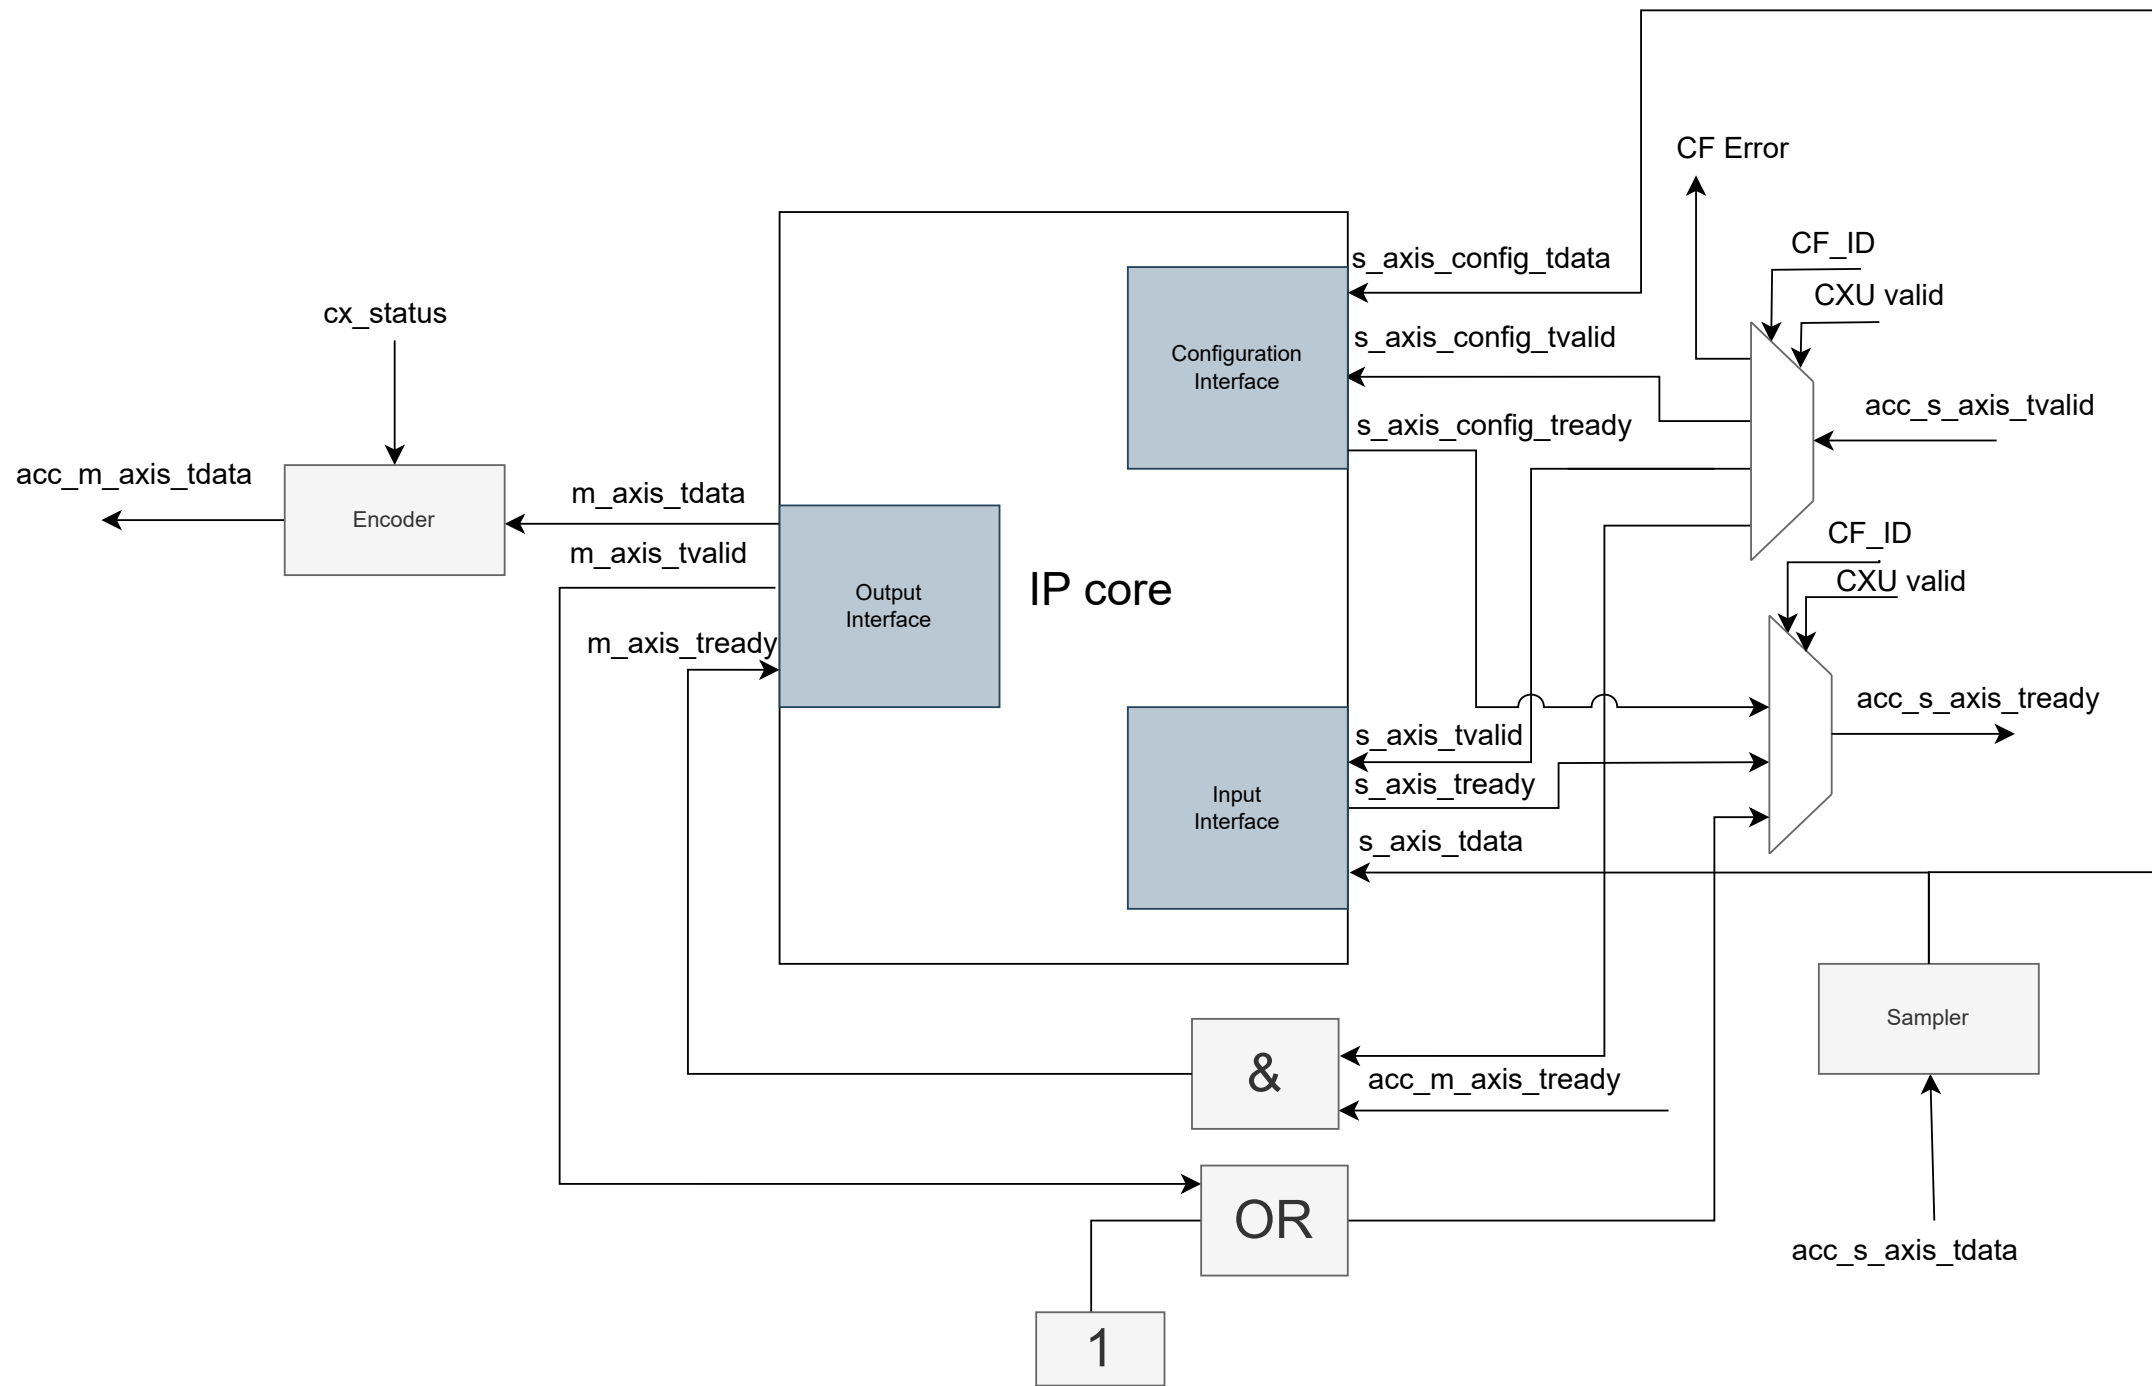 CF Error
CF_ID
s_axis_config_tdata
CXU valid
cx_status
s_axis_config_tvalid
Configuration
Interface
acc_s_axis_tvalid
s_axis_config_tready
acc_m_axis_tdata
m_axis_tdata
Encoder
CF_ID
m_axis_tvalid
CXU valid
IP core
Output
Interface
m_axis_tready
acc_s_axis_tready
s_axis_tvalid
s_axis_tready
Input
Interface
s_axis_tdata
Sampler
&
acc_m_axis_tready
OR
acc_s_axis_tdata
1